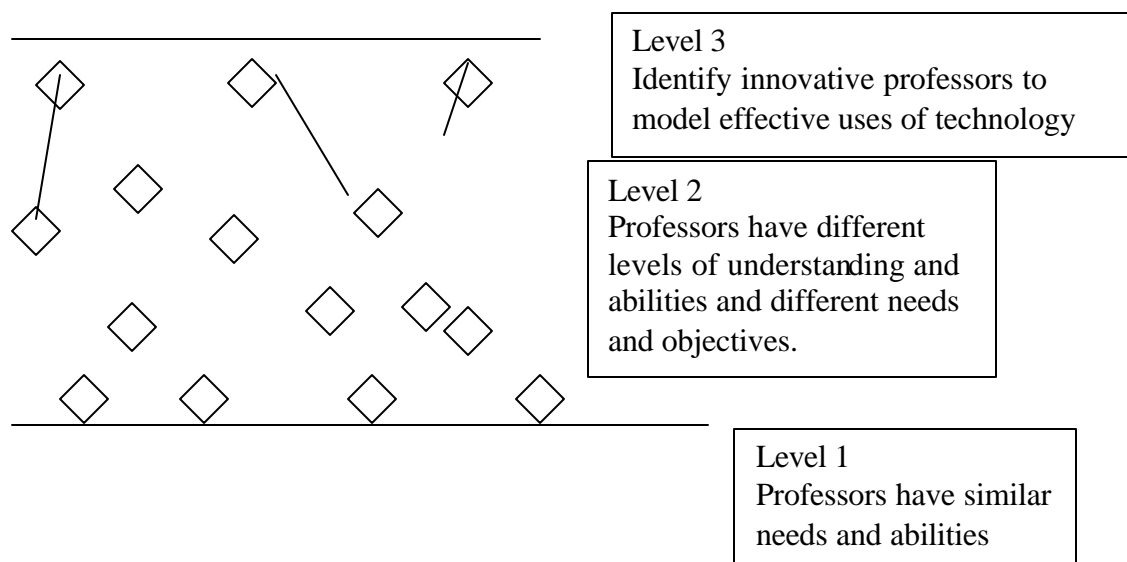 Level 3
Identify innovative professors to
model effective uses of technology
Level 2
Professors have different
levels of understanding and
abilities and different needs
and objectives.
Level 1
Professors have similar
needs and abilities